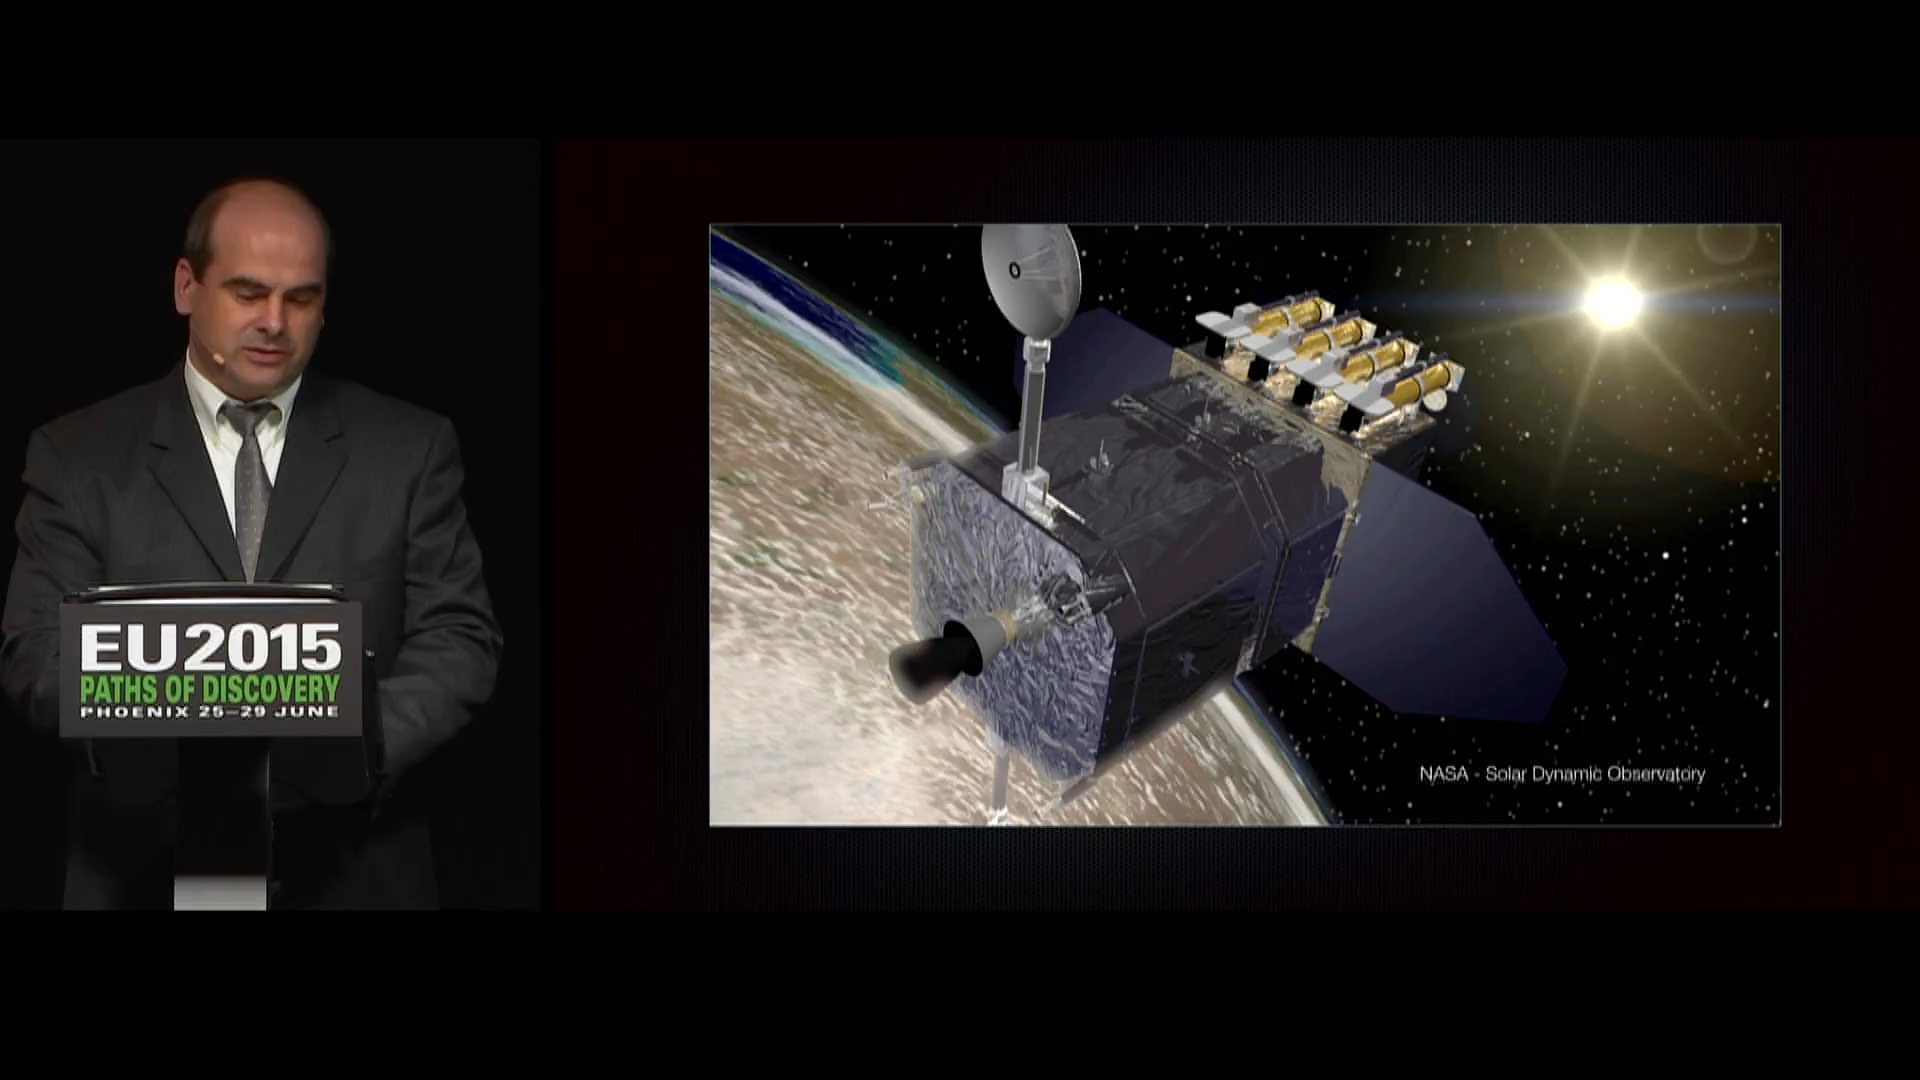 EU2015
PATHS OF DISCOVERY
PHOENIX 25-29 JUNE
NASA - Solar Dynamic Observatory